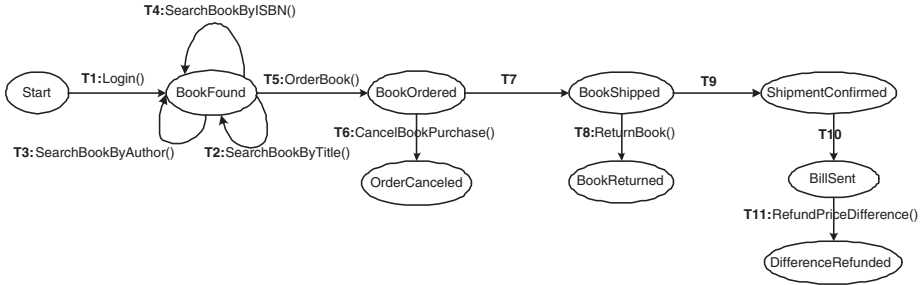 T4:SearchBookByISBN()
T1:Login()
T5:OrderBook()
T7
T9
Start
BookFound
BookOrdered
BookShipped
ShipmentConfirmed
T6:CancelBookPurchase()
T8:ReturnBook()
T10
T3:SearchBookByAuthor()
T2:SearchBookByTitle()
OrderCanceled
BookReturned
BillSent
T11:RefundPriceDifference()
DifferenceRefunded